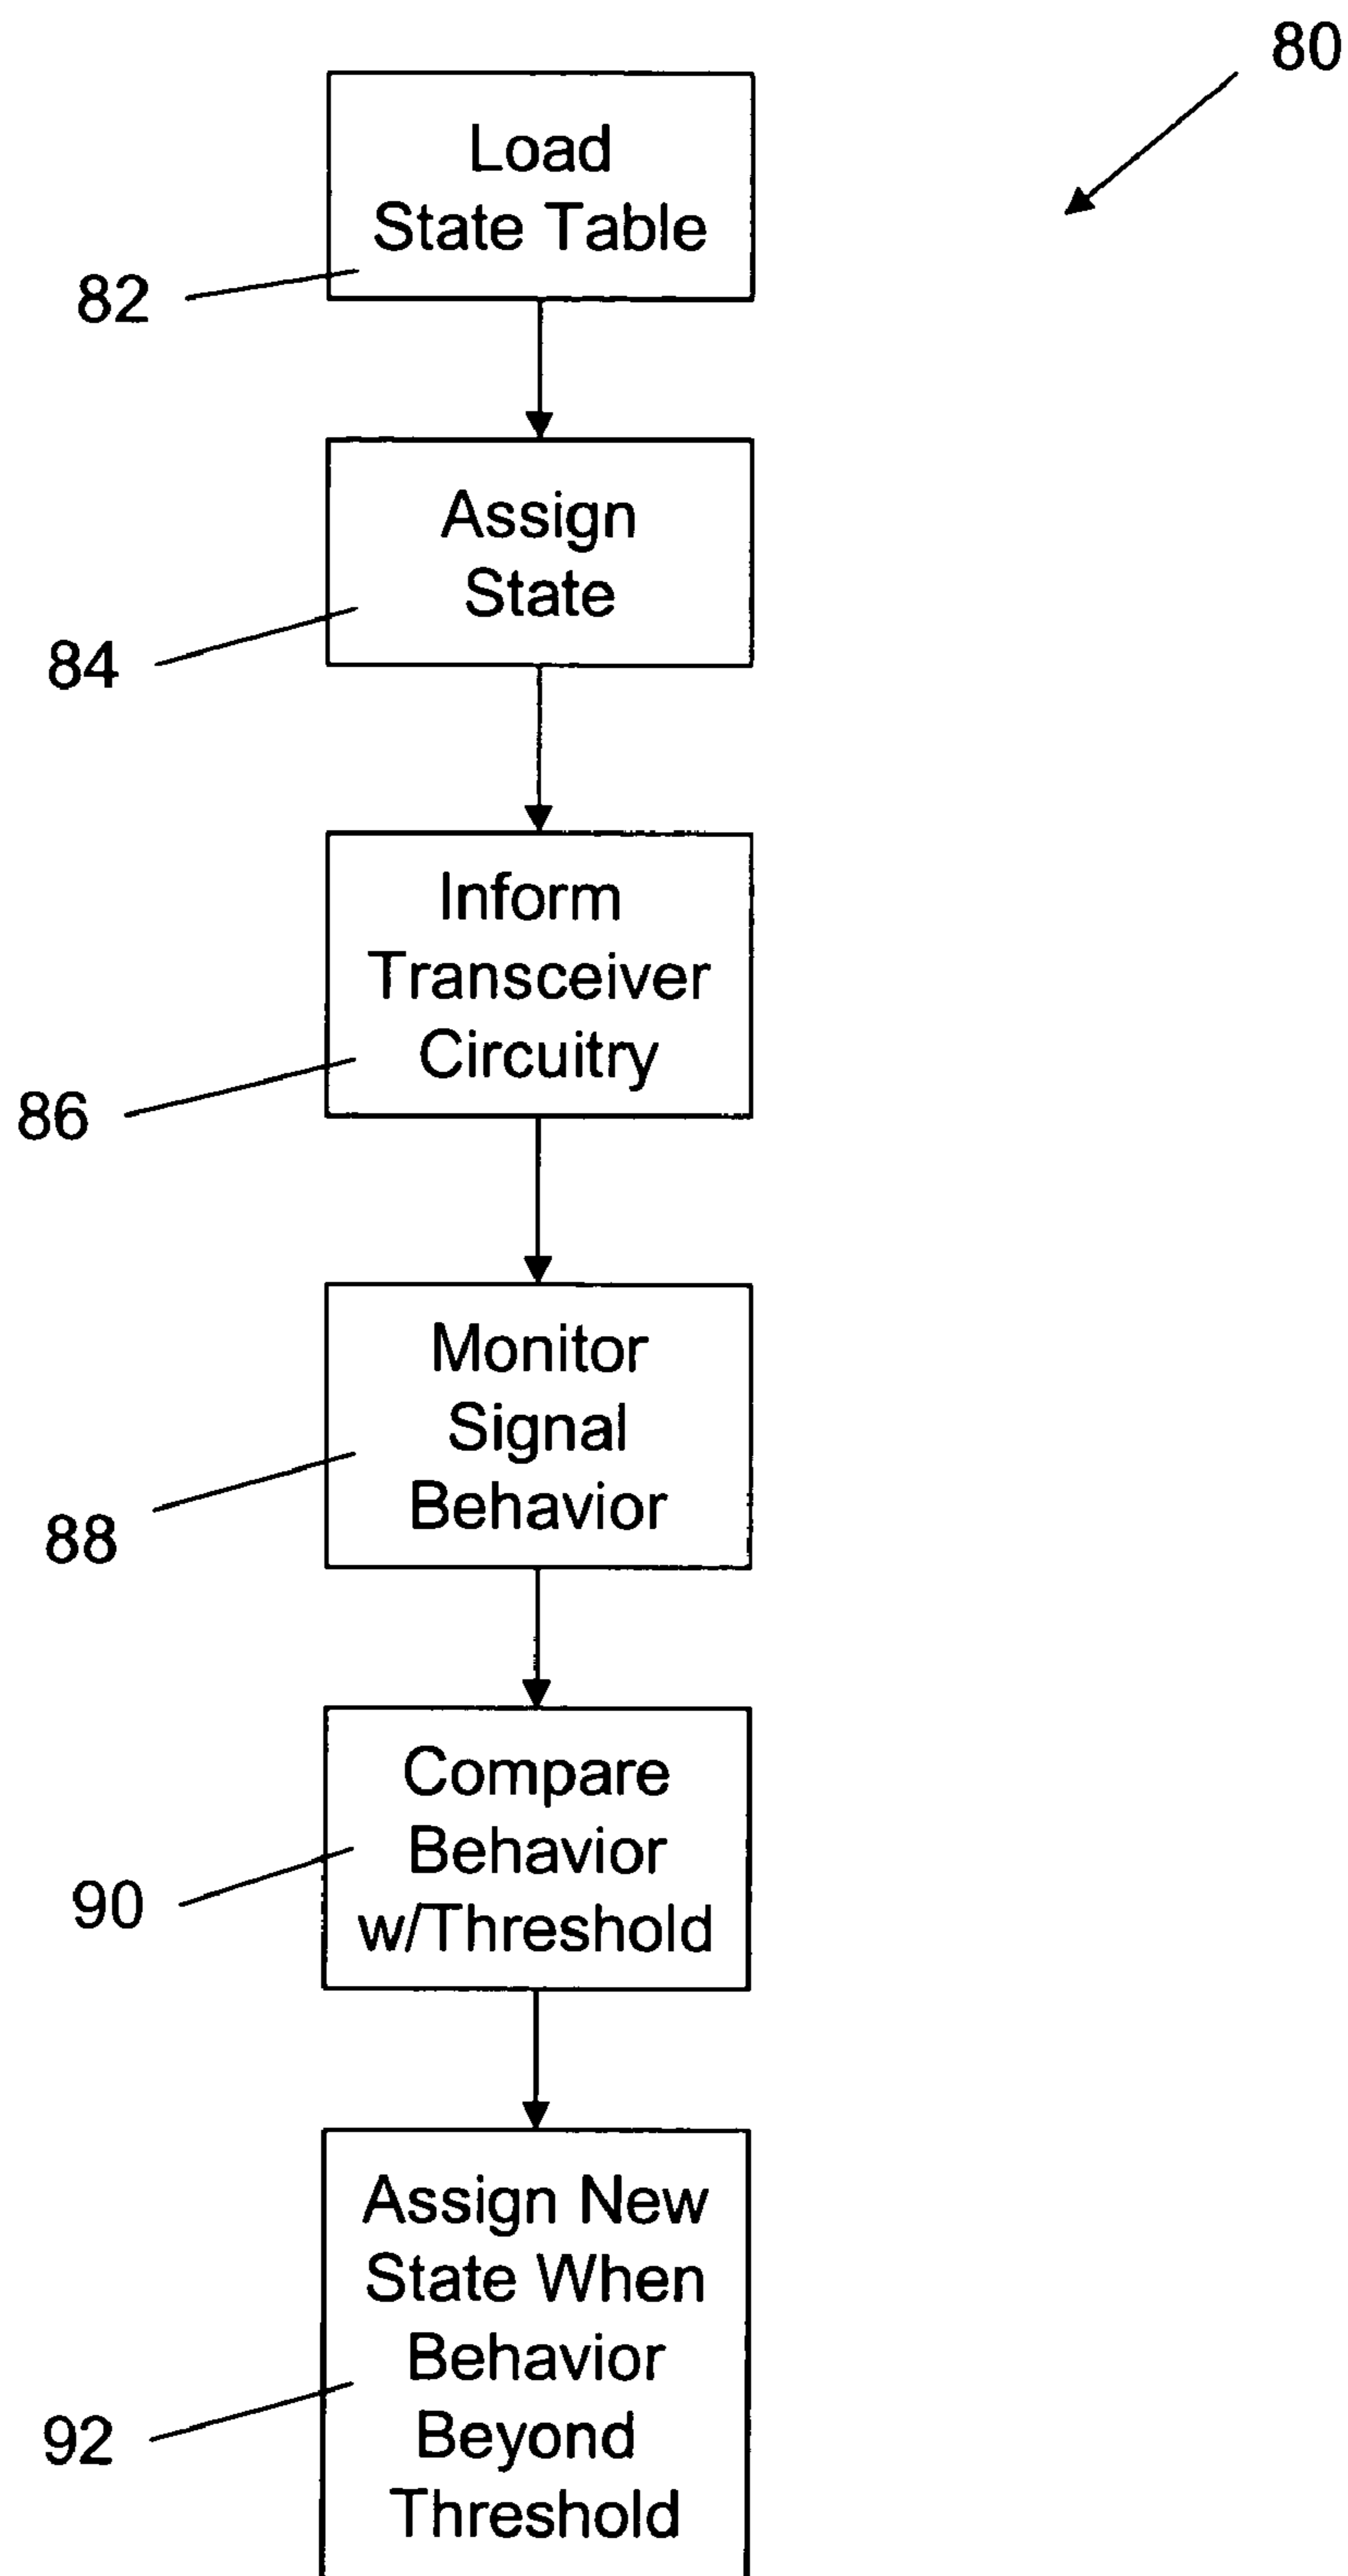 80
Load
State Table
82
Assign
State
84
Inform
Transceiver
Circuitry
86
Monitor
Signal
Behavior
88
Compare
Behavior
w/Threshold
90
Assign New
State When
Behavior
Beyond
Threshold
92